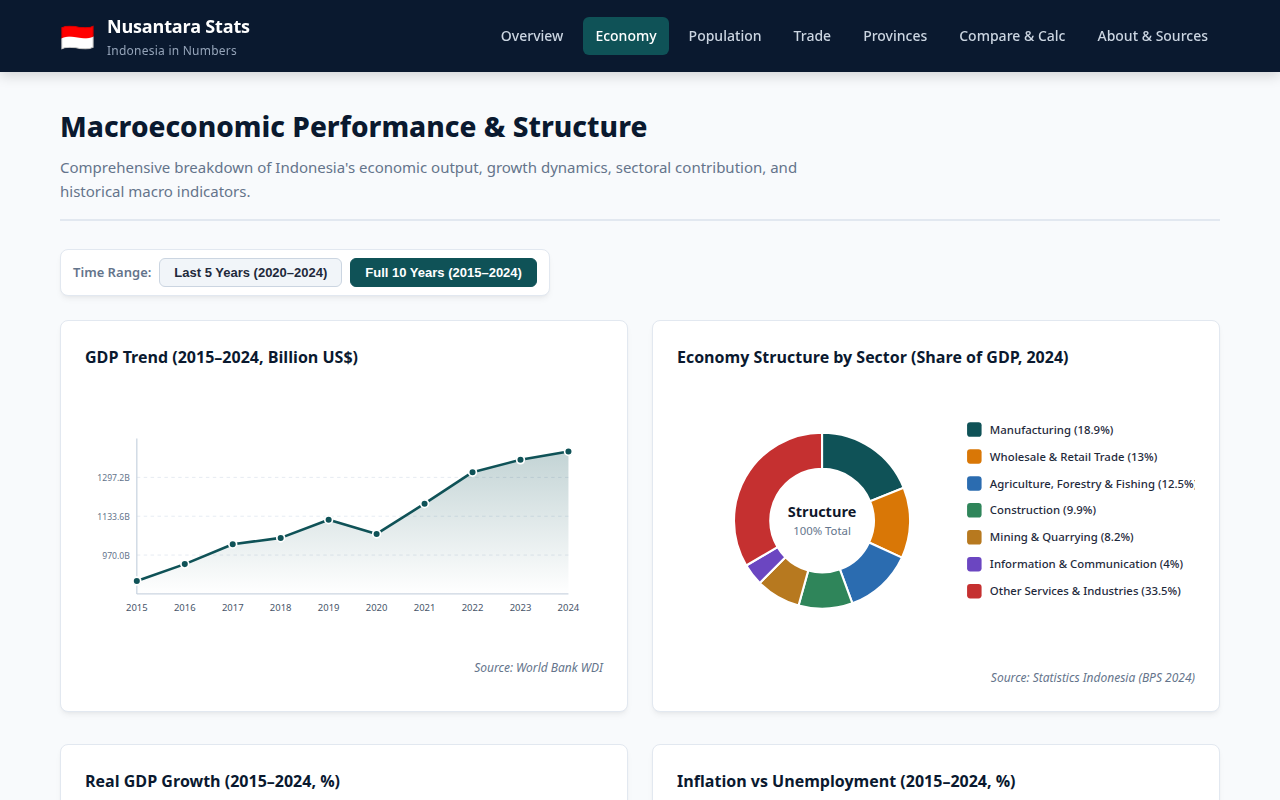 Nusantara Stats
Indonesia in Numbers
Overview
Economy
Population
Trade
Provinces
Compare & Calc
About & Sources
Macroeconomic Performance & Structure
Comprehensive breakdown of Indonesia's economic output, growth dynamics, sectoral contribution, and
historical macro indicators.
Time Range:
Last 5 Years (2020–2024)
Full 10 Years (2015–2024)
GDP Trend (2015–2024, Billion US$)
1297.2B
1133.6B
970.0B
2015
2016
2017
2018
2019
2020
2021
2022
2023
2024
Source: World Bank WDI
Economy Structure by Sector (Share of GDP, 2024)
Structure
100% Total
Manufacturing (18.9%)
Wholesale & Retail Trade (13%)
Agriculture, Forestry & Fishing (12.5%)
Construction (9.9%)
Mining & Quarrying (8.2%)
Information & Communication (4%)
Other Services & Industries (33.5%)
Source: Statistics Indonesia (BPS 2024)
Real GDP Growth (2015–2024, %)
Inflation vs Unemployment (2015–2024, %)